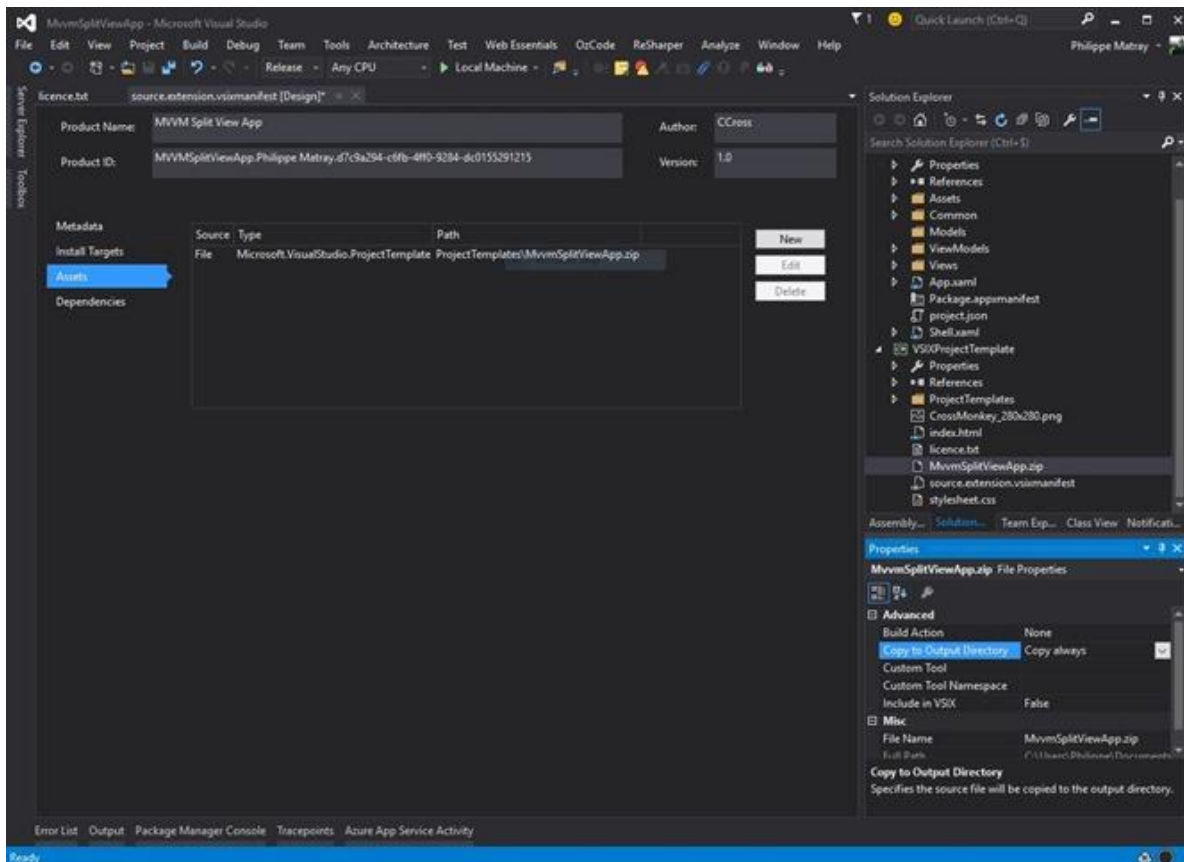 MvvmSplitViewApp - Microsoft Visual Studio
1
Quick Launch (Ctrl+Q)
File Edit View Project Build Debug Team Tools Architecture Test Web Essentials OzCode ReSharper Analyze Window Help
Philippe Matray
Release Any CPU Local Machine
Server Explorer
Toolbox
licence.txt source.extension.vsixmanifest [Design]*
Product Name: MVVM Split View App
Author: CCross
Product ID: MVVMSplitViewApp.Philippe Matray.d7c9a294-c6fb-4ff0-9284-dc0155291215
Version: 1.0
Metadata
Install Targets
Assets
Dependencies
Source Type Path
File Microsoft.VisualStudio.ProjectTemplate ProjectTemplates\MvvmSplitViewApp.zip
New
Edit
Delete
Solution Explorer
Search Solution Explorer (Ctrl+$)
Properties
References
Assets
Common
Models
ViewModels
Views
App.xaml
Package.appxmanifest
project.json
Shell.xaml
VSIXProjectTemplate
Properties
References
ProjectTemplates
CrossMonkey_280x280.png
index.html
licence.txt
MvvmSplitViewApp.zip
source.extension.vsixmanifest
stylesheet.css
Assembly... Solution... Team Exp... Class View Notificati...
Properties
MvvmSplitViewApp.zip File Properties
Advanced
Build Action None
Copy to Output Directory Copy always
Custom Tool
Custom Tool Namespace
Include in VSIX False
Misc
File Name MvvmSplitViewApp.zip
Full Path C:\Users\Philippe\Documents\
Copy to Output Directory
Specifies the source file will be copied to the output directory.
Error List Output Package Manager Console Tracepoints Azure App Service Activity
Ready